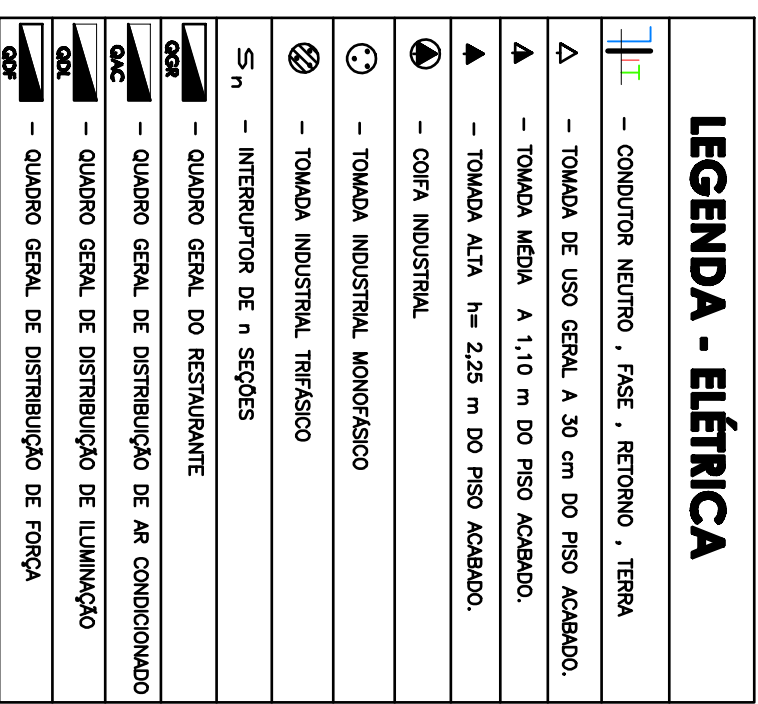 LEGENDA - ELÉTRICA
- CONDUTOR NEUTRO , FASE , RETORNO , TERRA
- TOMADA DE USO GERAL A 30 cm DO PISO ACABADO.
- TOMADA MÉDIA A 1,10 m DO PISO ACABADO.
- TOMADA ALTA h= 2,25 m DO PISO ACABADO.
- COIFA INDUSTRIAL
- TOMADA INDUSTRIAL MONOFÁSICO
- TOMADA INDUSTRIAL TRIFÁSICO
S n - INTERRUPTOR DE n SEÇÕES
QGR - QUADRO GERAL DO RESTAURANTE
QAC - QUADRO GERAL DE DISTRIBUIÇÃO DE AR CONDICIONADO
QDL - QUADRO GERAL DE DISTRIBUIÇÃO DE ILUMINAÇÃO
QDF - QUADRO GERAL DE DISTRIBUIÇÃO DE FORÇA